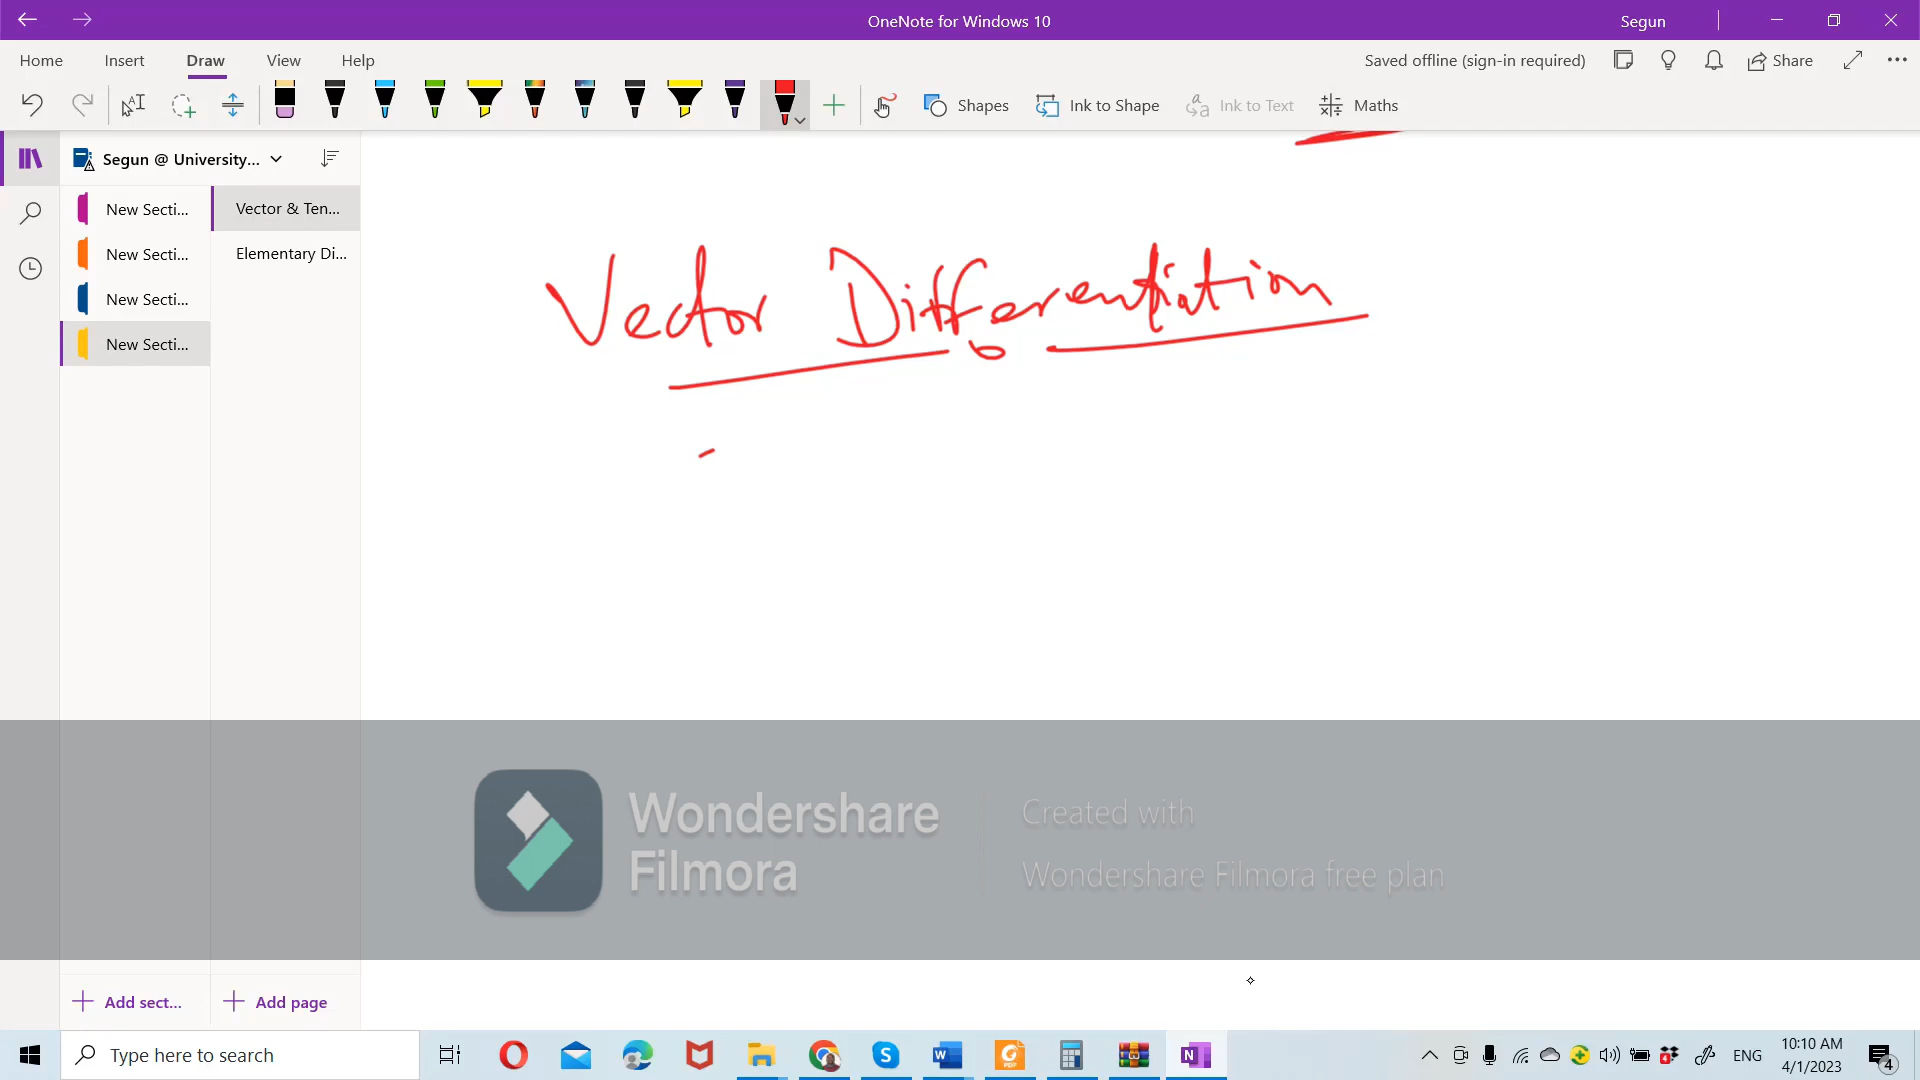 OneNote for Windows 10
Segun
Home Insert Draw View Help
Saved offline (sign-in required)
Share
Shapes
Ink to Shape
Ink to Text
Maths
Segun @ University...
New Secti...
New Secti...
New Secti...
New Secti...
Vector & Ten...
Elementary Di...
Vector Differentiation
Wondershare
Filmora
Created with
Wondershare Filmora free plan
Add sect...
Add page
Type here to search
ENG
10:10 AM
4/1/2023
4